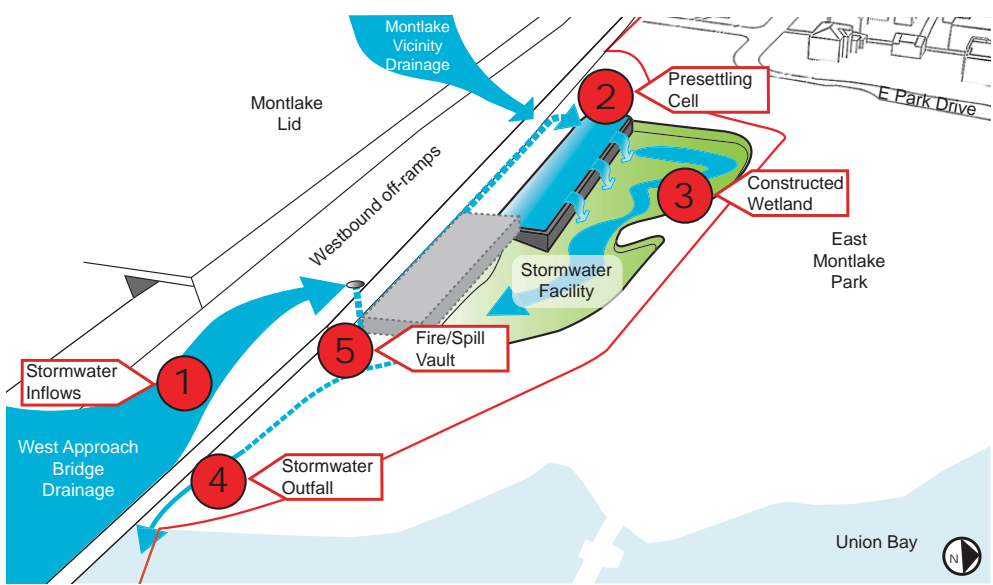 Montlake
Vicinity
Drainage
Montlake
Lid
2
Presettling
Cell
E Park Drive
Westbound off-ramps
3
Constructed
Wetland
East
Montlake
Park
Stormwater
Facility
5
Fire/Spill
Vault
Stormwater
Inflows
1
West Approach
Bridge
Drainage
4
Stormwater
Outfall
Union Bay
N